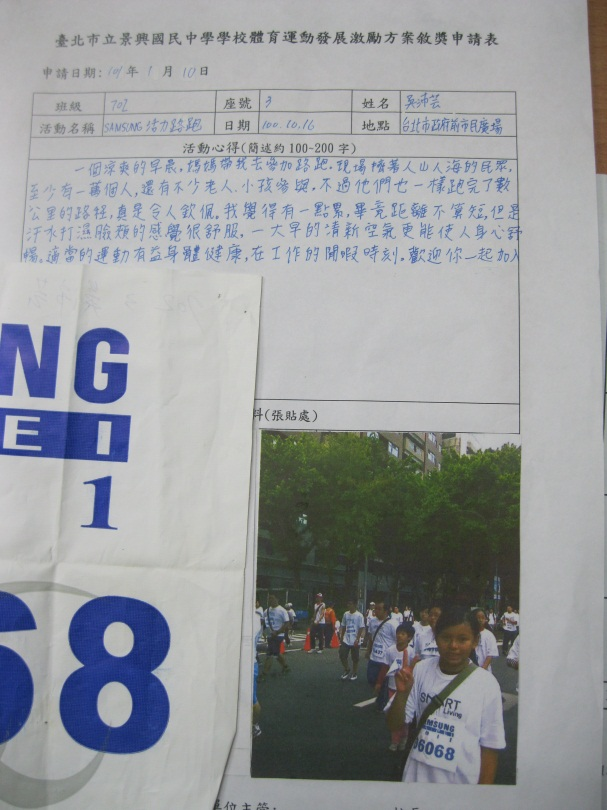 臺北市立景興國民中學學校體育運動發展激勵方案敘獎申請表
申請日期: 101 年 1 月 10 日
班級 702 座號 3 姓名 吳沛芸
活動名稱 SAMSUNG 活力路跑 日期 100.10.16 地點 台北市政府前市民廣場
活動心得(簡述約100~200字)
一個涼爽的早晨,媽媽帶我去參加路跑。現場擠著人山人海的民眾,
至少有一萬個人,還有不少老人、小孩參與。不過他們也一樣跑完了數
公里的路程,真是令人欽佩。我覺得有一點累,畢竟距離不算短,但是
汗水打濕臉頰的感覺很舒服,一大早的清新空氣更能使人身心舒
暢。適當的運動有益身體健康,在工作的閒暇時刻,歡迎你一起加入
料(張貼處)
NG
EI
1
68
SMART
Living
SAMSUNG
1
06068
單位主管: